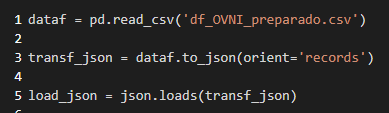 1 dataf = pd.read_csv('df_OVNI_preparado.csv')
2
3 transf_json = dataf.to_json(orient='records')
4
5 load_json = json.loads(transf_json)